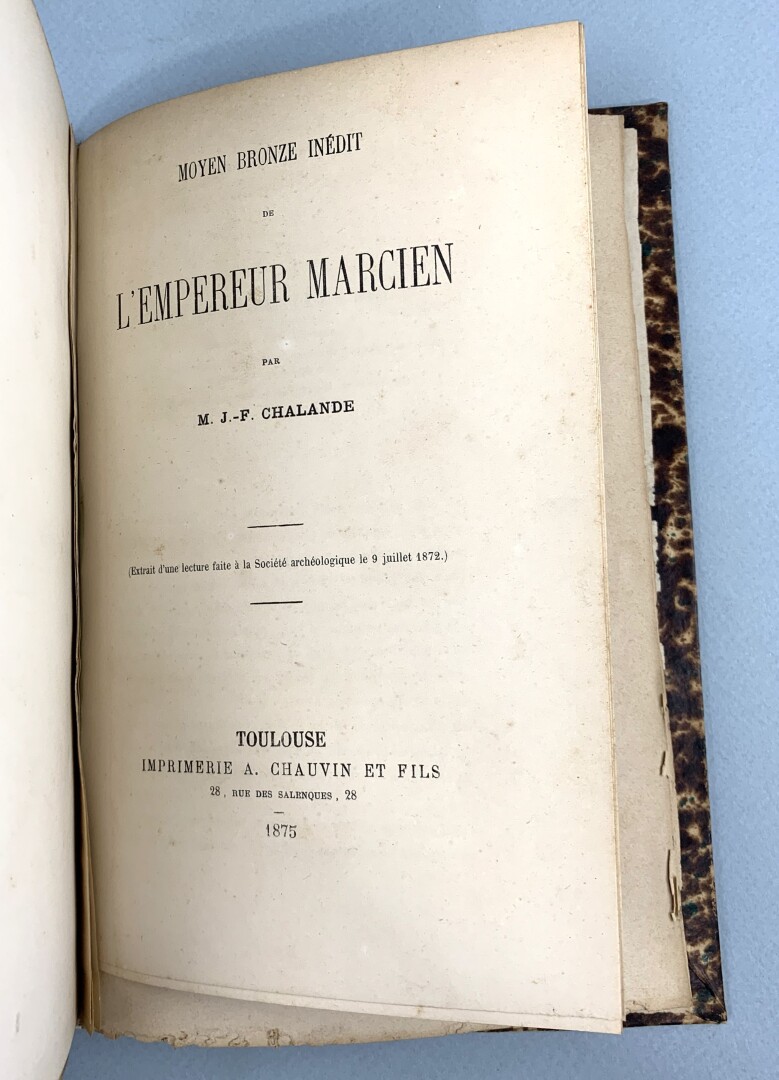 MOYEN BRONZE INÉDIT
DE
L'EMPEREUR MARCIEN
PAR
M. J.-F. CHALANDE
(Extrait d'une lecture faite à la Société archéologique le 9 juillet 1872.)
TOULOUSE
IMPRIMERIE A. CHAUVIN ET FILS
28, RUE DES SALENQUES, 28
1875